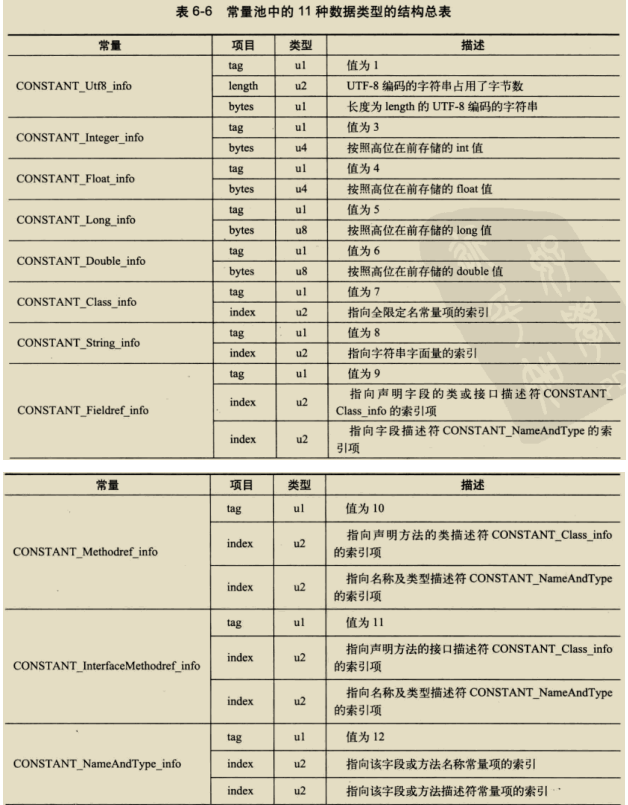 表 6-6 常量池中的 11 种数据类型的结构总表
常量 项目 类型 描述
CONSTANT_Utf8_info
tag u1 值为 1
length u2 UTF-8 编码的字符串占用了字节数
bytes u1 长度为 length 的 UTF-8 编码的字符串
CONSTANT_Integer_info
tag u1 值为 3
bytes u4 按照高位在前存储的 int 值
CONSTANT_Float_info
tag u1 值为 4
bytes u4 按照高位在前存储的 float 值
CONSTANT_Long_info
tag u1 值为 5
bytes u8 按照高位在前存储的 long 值
CONSTANT_Double_info
tag u1 值为 6
bytes u8 按照高位在前存储的 double 值
CONSTANT_Class_info
tag u1 值为 7
index u2 指向全限定名常量项的索引
CONSTANT_String_info
tag u1 值为 8
index u2 指向字符串字面量的索引
CONSTANT_Fieldref_info
tag u1 值为 9
index u2 指向声明字段的类或接口描述符 CONSTANT_
Class_info 的索引项
index u2 指向字段描述符 CONSTANT_NameAndType 的索
引项
常量 项目 类型 描述
CONSTANT_Methodref_info
tag u1 值为 10
index u2 指向声明方法的类描述符 CONSTANT_Class_info
的索引项
index u2 指向名称及类型描述符 CONSTANT_NameAndType
的索引项
CONSTANT_InterfaceMethodref_info
tag u1 值为 11
index u2 指向声明方法的接口描述符 CONSTANT_Class_info
的索引项
index u2 指向名称及类型描述符 CONSTANT_NameAndType
的索引项
CONSTANT_NameAndType_info
tag u1 值为 12
index u2 指向该字段或方法名称常量项的索引
index u2 指向该字段或方法描述符常量项的索引